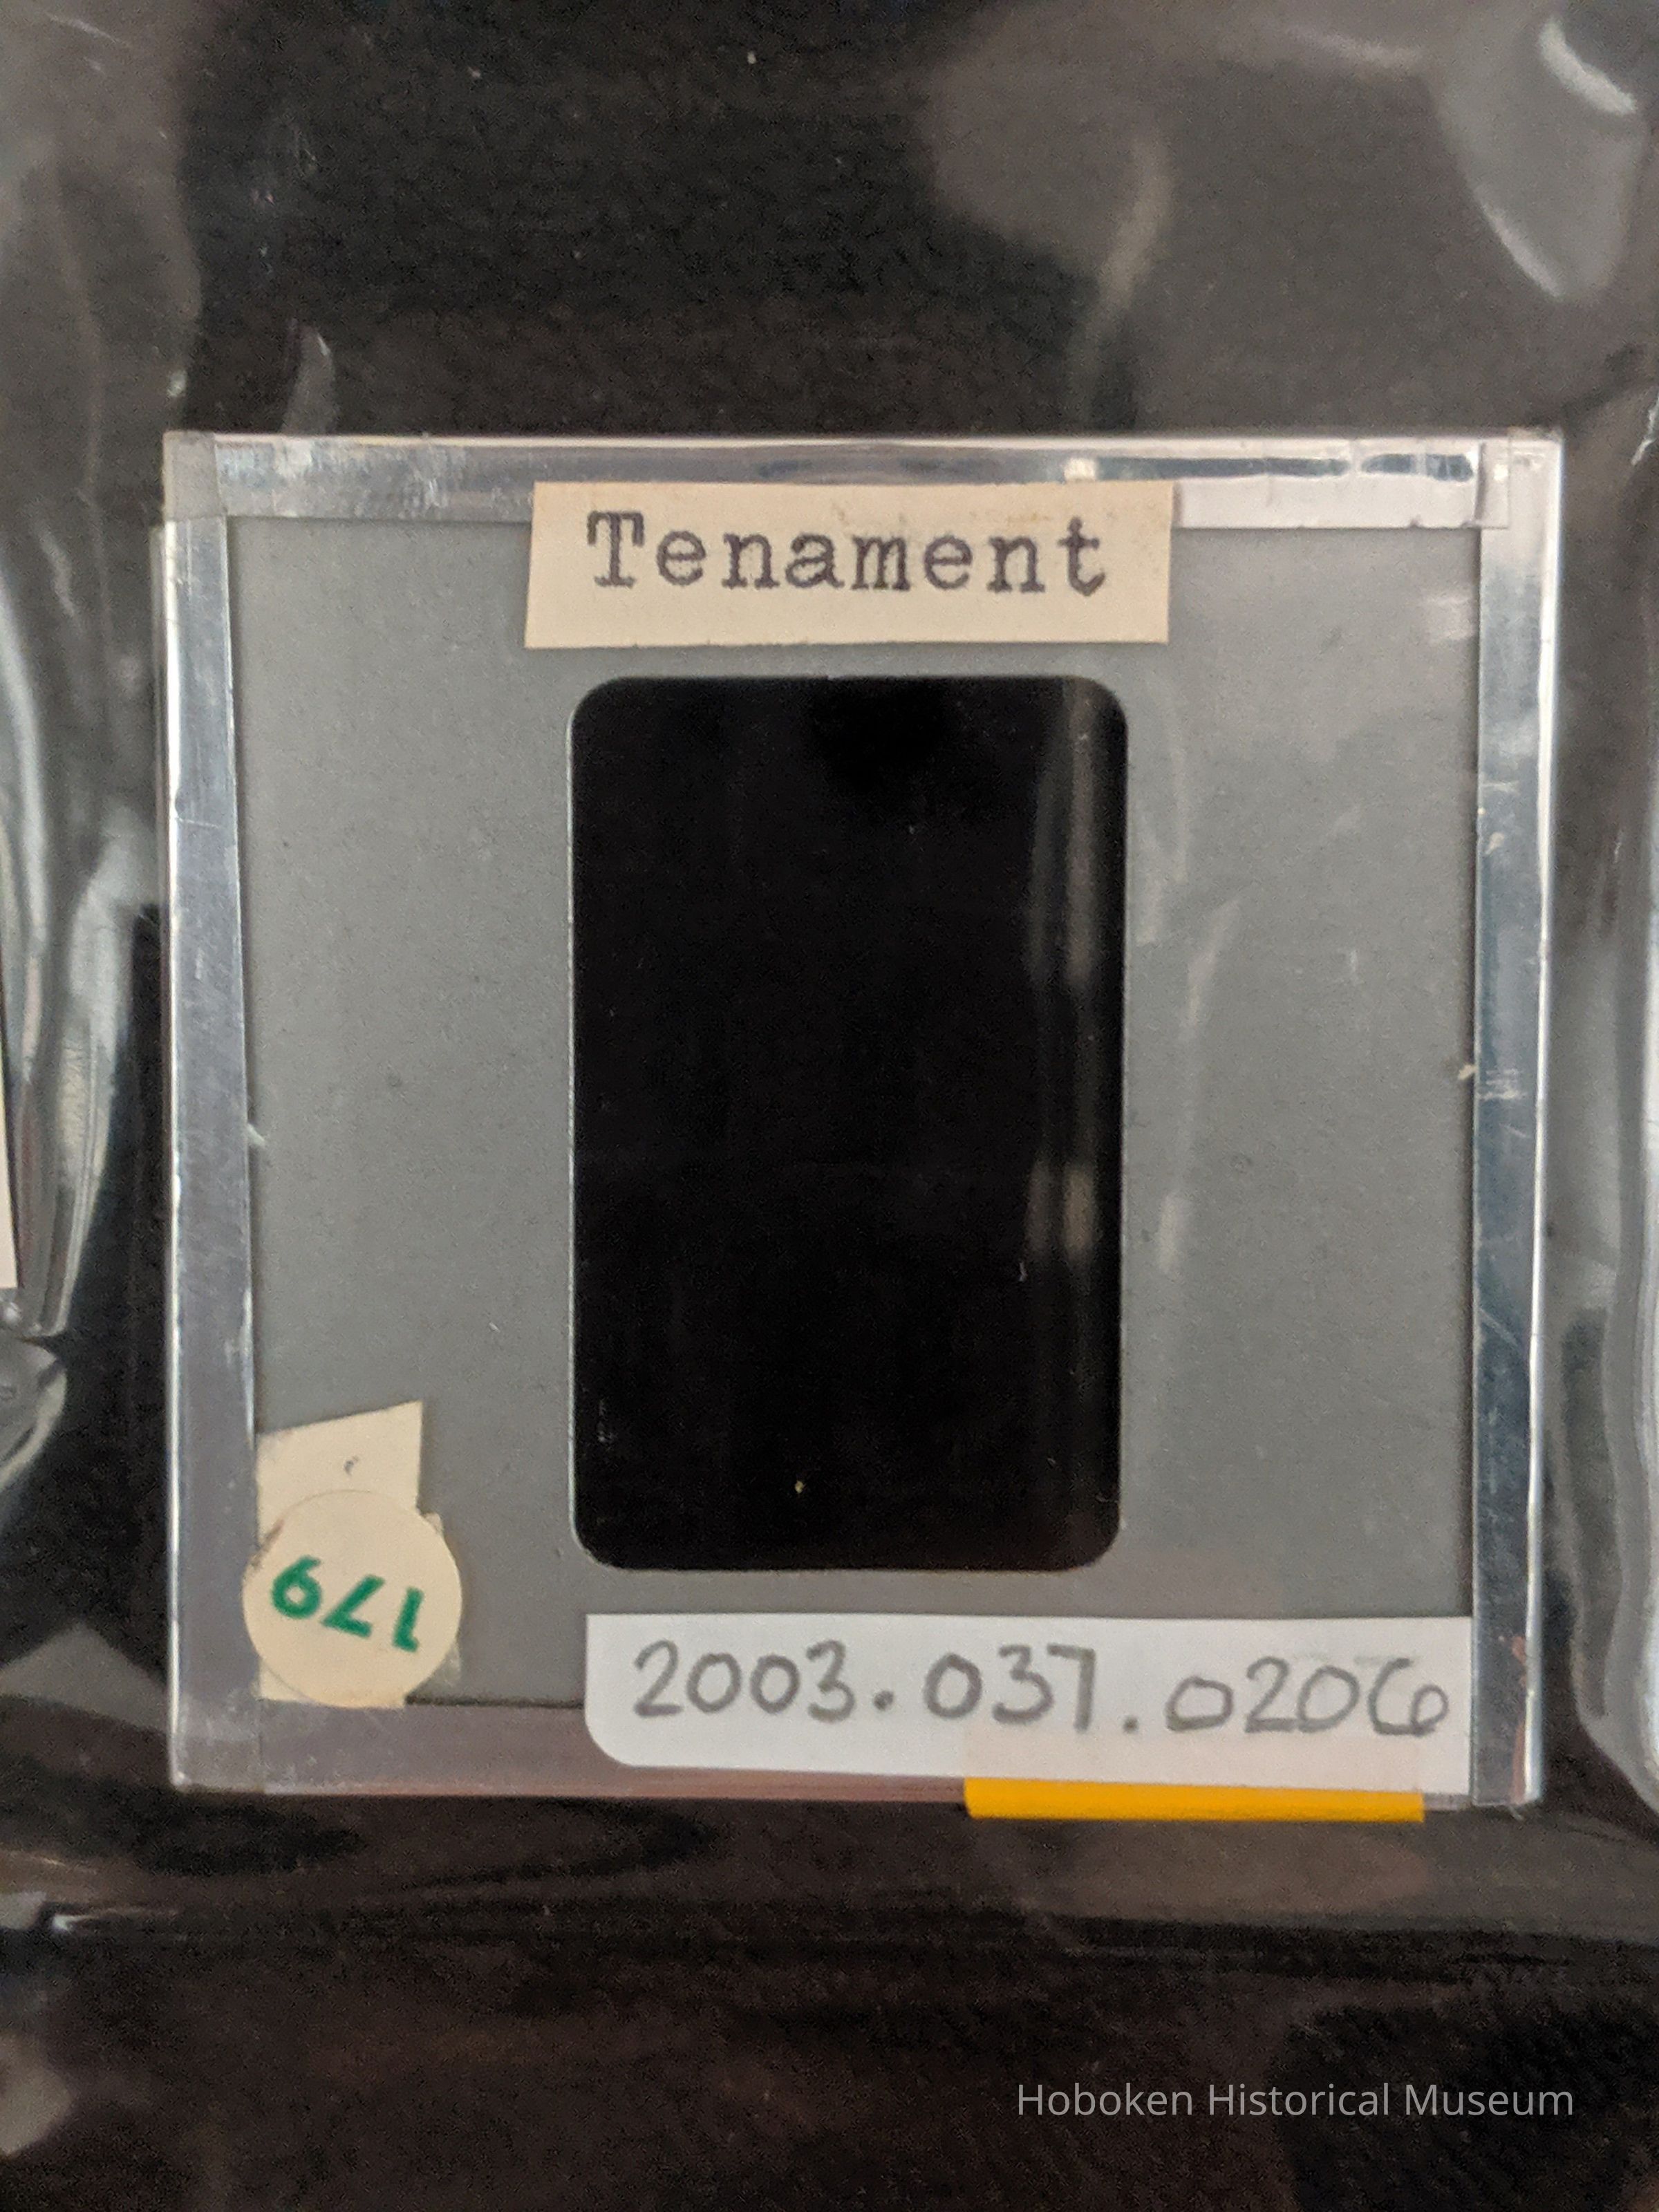 Tenament
179
2003.037.0206
Hoboken Historical Museum